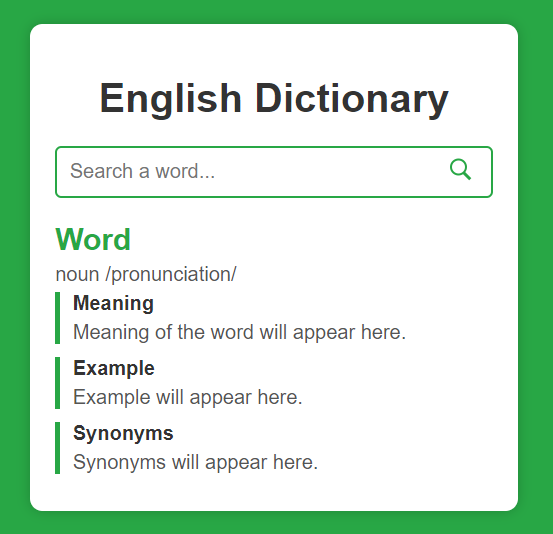 English Dictionary
Search a word...
Word
noun /pronunciation/
Meaning
Meaning of the word will appear here.
Example
Example will appear here.
Synonyms
Synonyms will appear here.